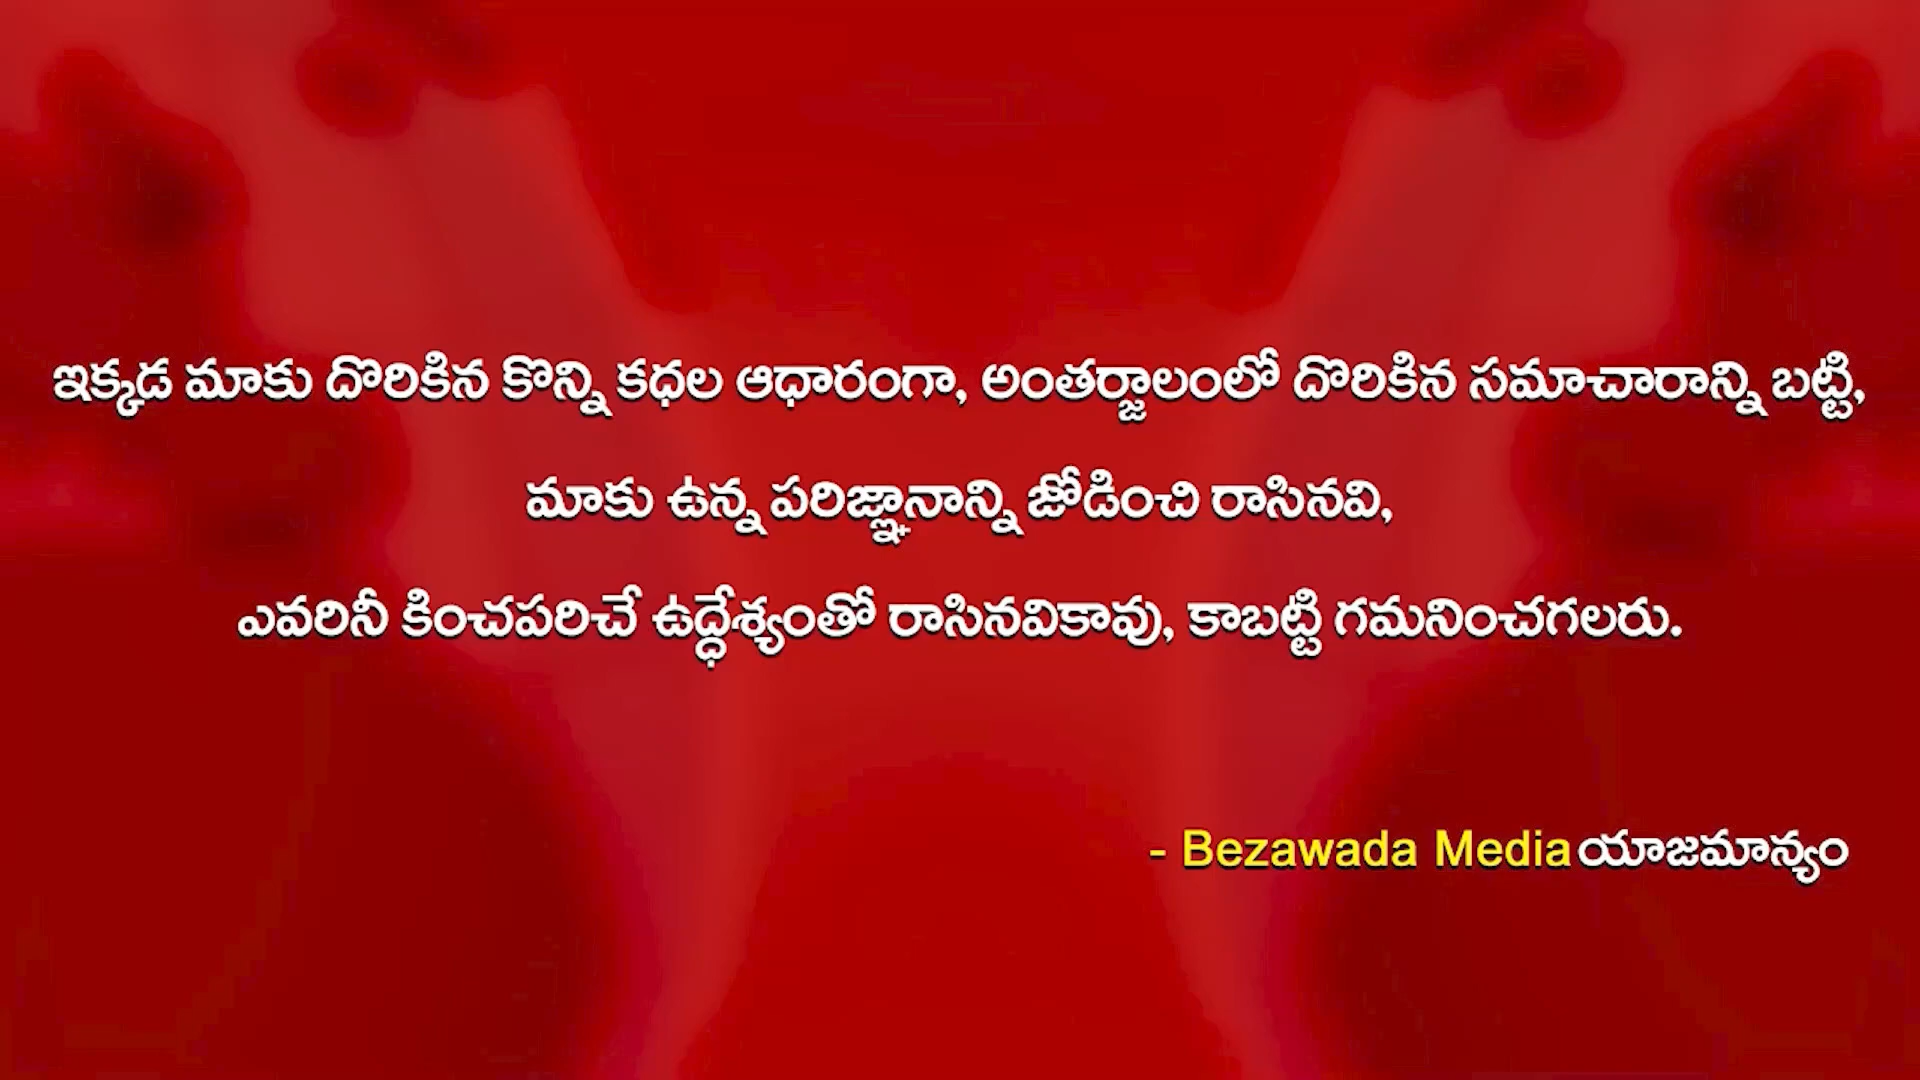 ఇక్కడ మాకు దొరికిన కొన్ని కధల ఆధారంగా, అంతర్జాలంలో దొరికిన సమాచారాన్ని బట్టి,
మాకు ఉన్న పరిజ్ఞానాన్ని జోడించి రాసినవి,
ఎవరినీ కించపరిచే ఉద్ధేశ్యంతో రాసినవికావు, కాబట్టి గమనించగలరు.
- Bezawada Media యాజమాన్యం